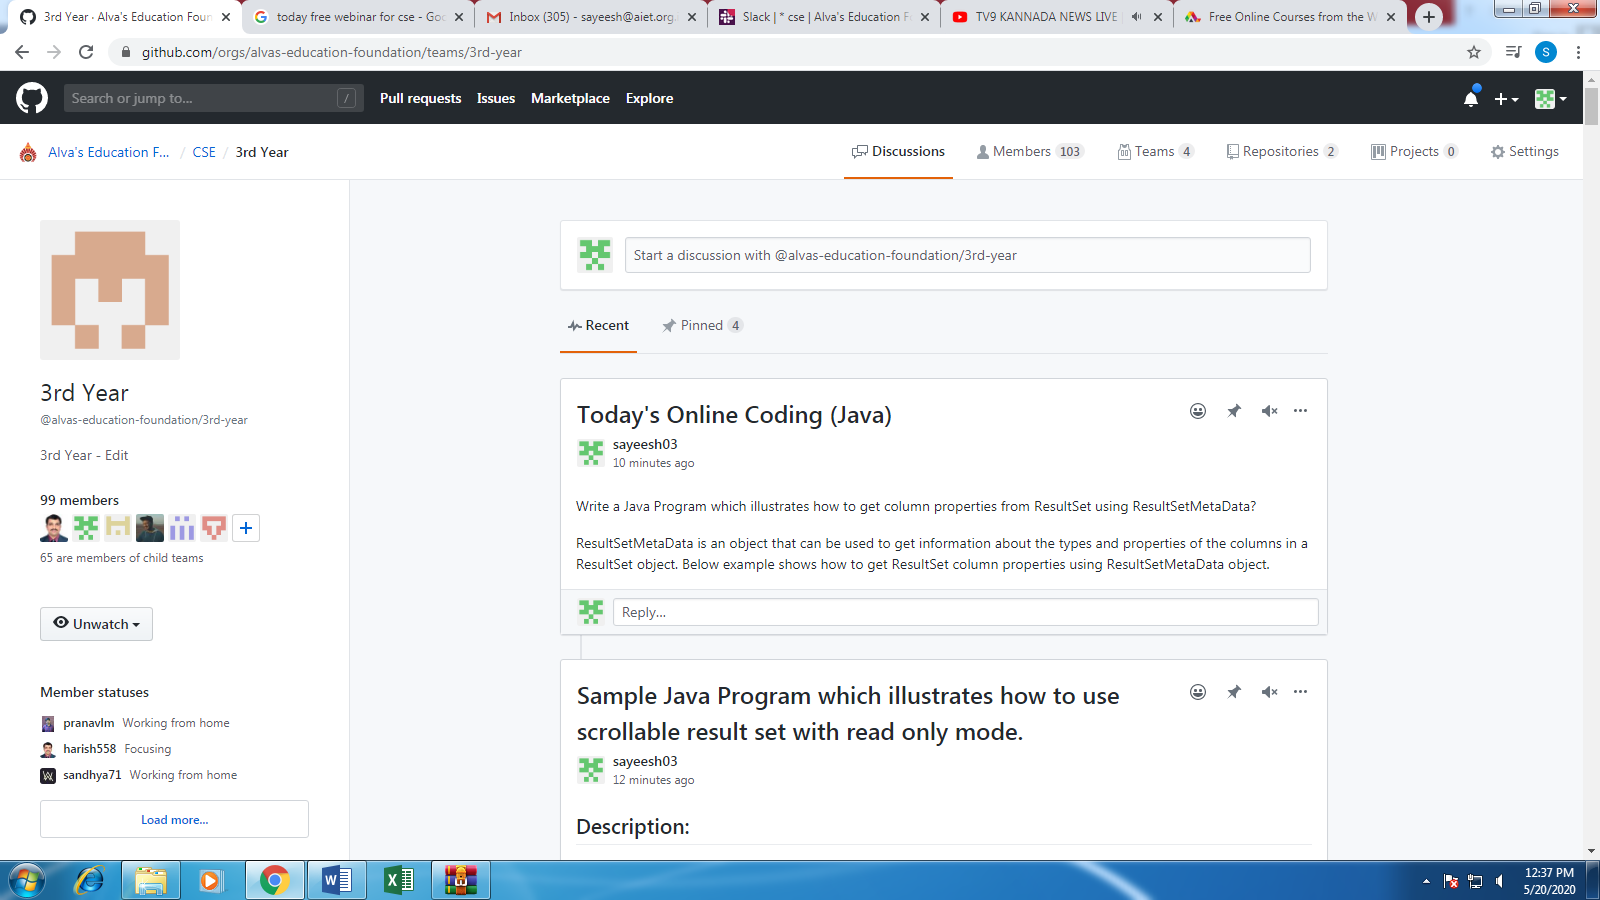 3rd Year · Alva's Education Foun
today free webinar for cse - Goo
Inbox (305) - sayeesh@aiet.org.
Slack | * cse | Alva's Education F
TV9 KANNADA NEWS LIVE
Free Online Courses from the W
github.com/orgs/alvas-education-foundation/teams/3rd-year
S
Search or jump to...
/
Pull requests
Issues
Marketplace
Explore
Alva's Education F... / CSE / 3rd Year
Discussions
Members 103
Teams 4
Repositories 2
Projects 0
Settings
3rd Year
@alvas-education-foundation/3rd-year
3rd Year - Edit
99 members
65 are members of child teams
Unwatch
Member statuses
pranavlm Working from home
harish558 Focusing
sandhya71 Working from home
Load more...
Start a discussion with @alvas-education-foundation/3rd-year
Recent
Pinned 4
Today's Online Coding (Java)
sayeesh03
10 minutes ago
Write a Java Program which illustrates how to get column properties from ResultSet using ResultSetMetaData?
ResultSetMetaData is an object that can be used to get information about the types and properties of the columns in a
ResultSet object. Below example shows how to get ResultSet column properties using ResultSetMetaData object.
Reply...
Sample Java Program which illustrates how to use
scrollable result set with read only mode.
sayeesh03
12 minutes ago
Description:
12:37 PM
5/20/2020